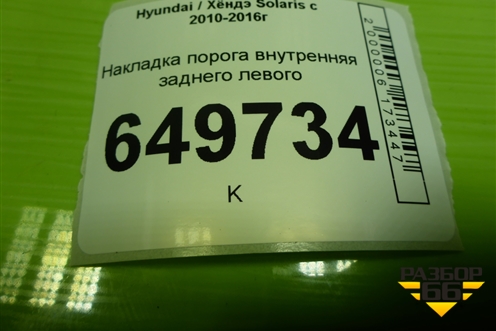 Hyundai / Хёндэ Solaris с
2010-2016г
Накладка порога внутренняя
заднего левого
649734
К
2000006173447
РАЗБОР
66